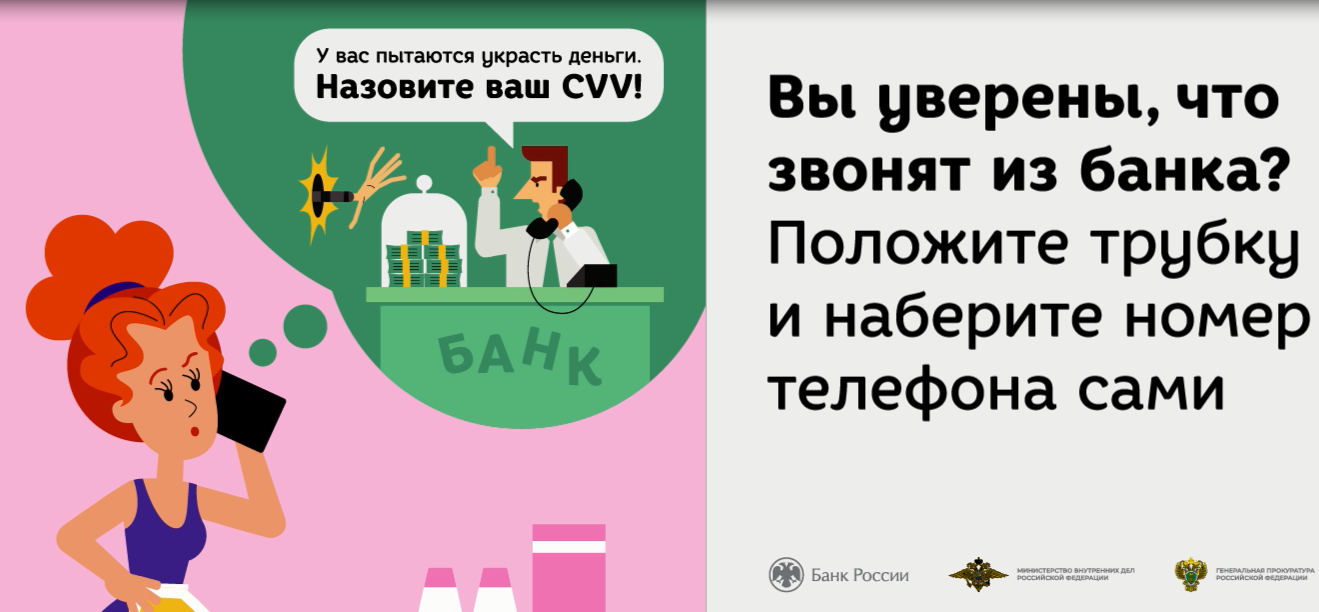 У вас пытаются украсть деньги.
Назовите ваш CVV!
БАНК
Вы уверены, что
звонят из банка?
Положите трубку
и наберите номер
телефона сами
Банк России
МИНИСТЕРСТВО ВНУТРЕННИХ ДЕЛ
РОССИЙСКОЙ ФЕДЕРАЦИИ
ГЕНЕРАЛЬНАЯ ПРОКУРАТУРА
РОССИЙСКОЙ ФЕДЕРАЦИИ